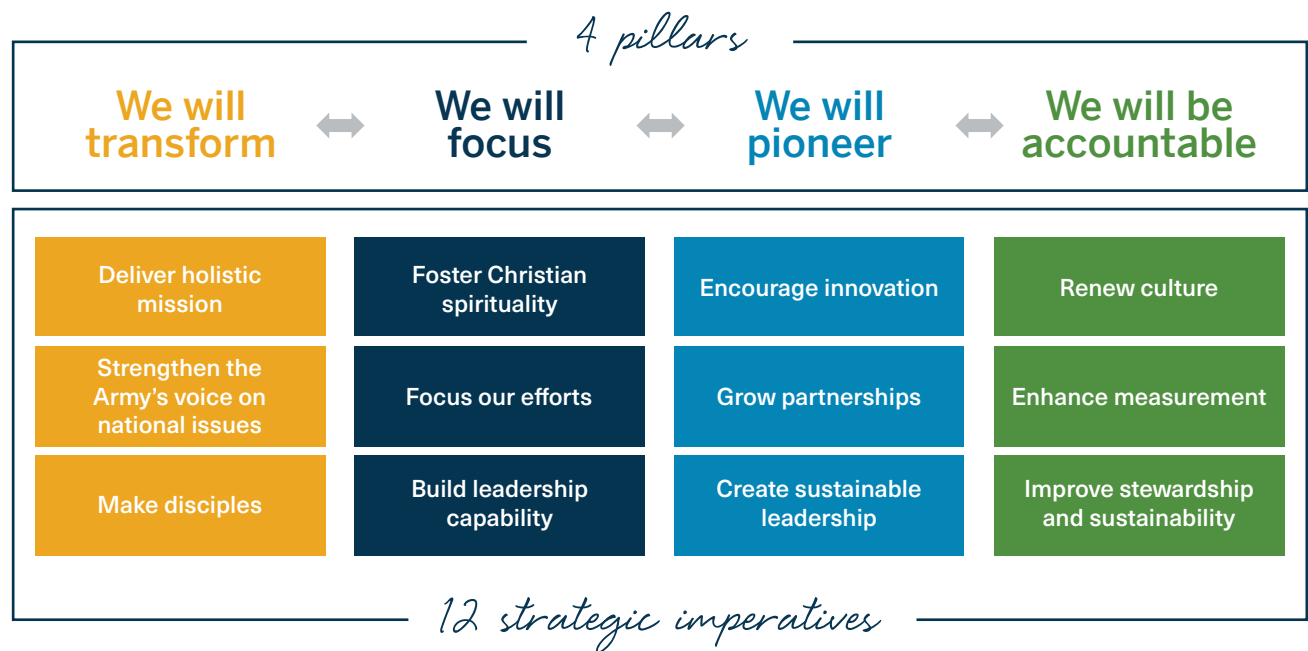 4 pillars
We will
transform
We will
focus
We will
pioneer
We will be
accountable
Deliver holistic
mission
Foster Christian
spirituality
Encourage innovation
Renew culture
Strengthen the
Army's voice on
national issues
Focus our efforts
Grow partnerships
Enhance measurement
Make disciples
Build leadership
capability
Create sustainable
leadership
Improve stewardship
and sustainability
12 strategic imperatives